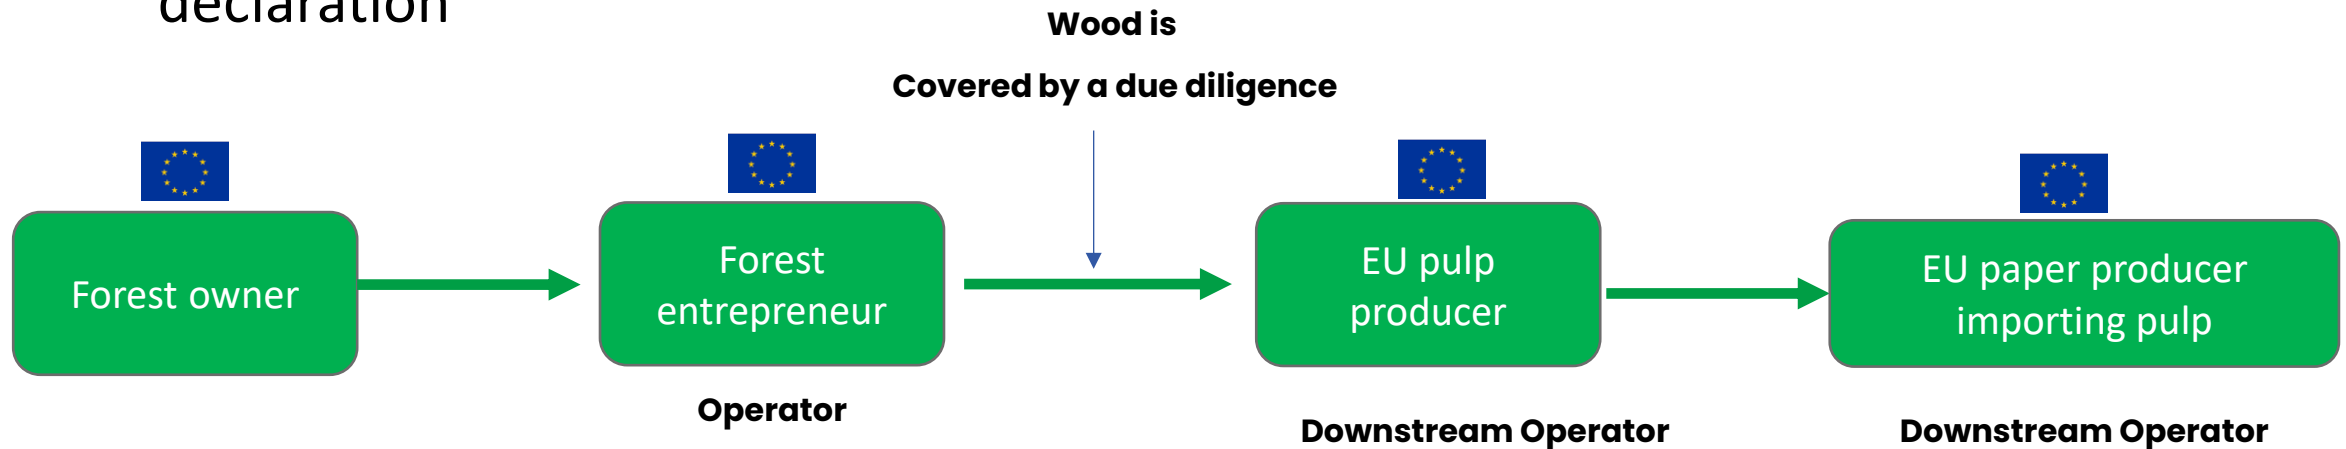 declaration
Wood is
Covered by a due diligence
Forest owner
Forest
entrepreneur
EU pulp
producer
EU paper producer
importing pulp
Operator
Downstream Operator
Downstream Operator